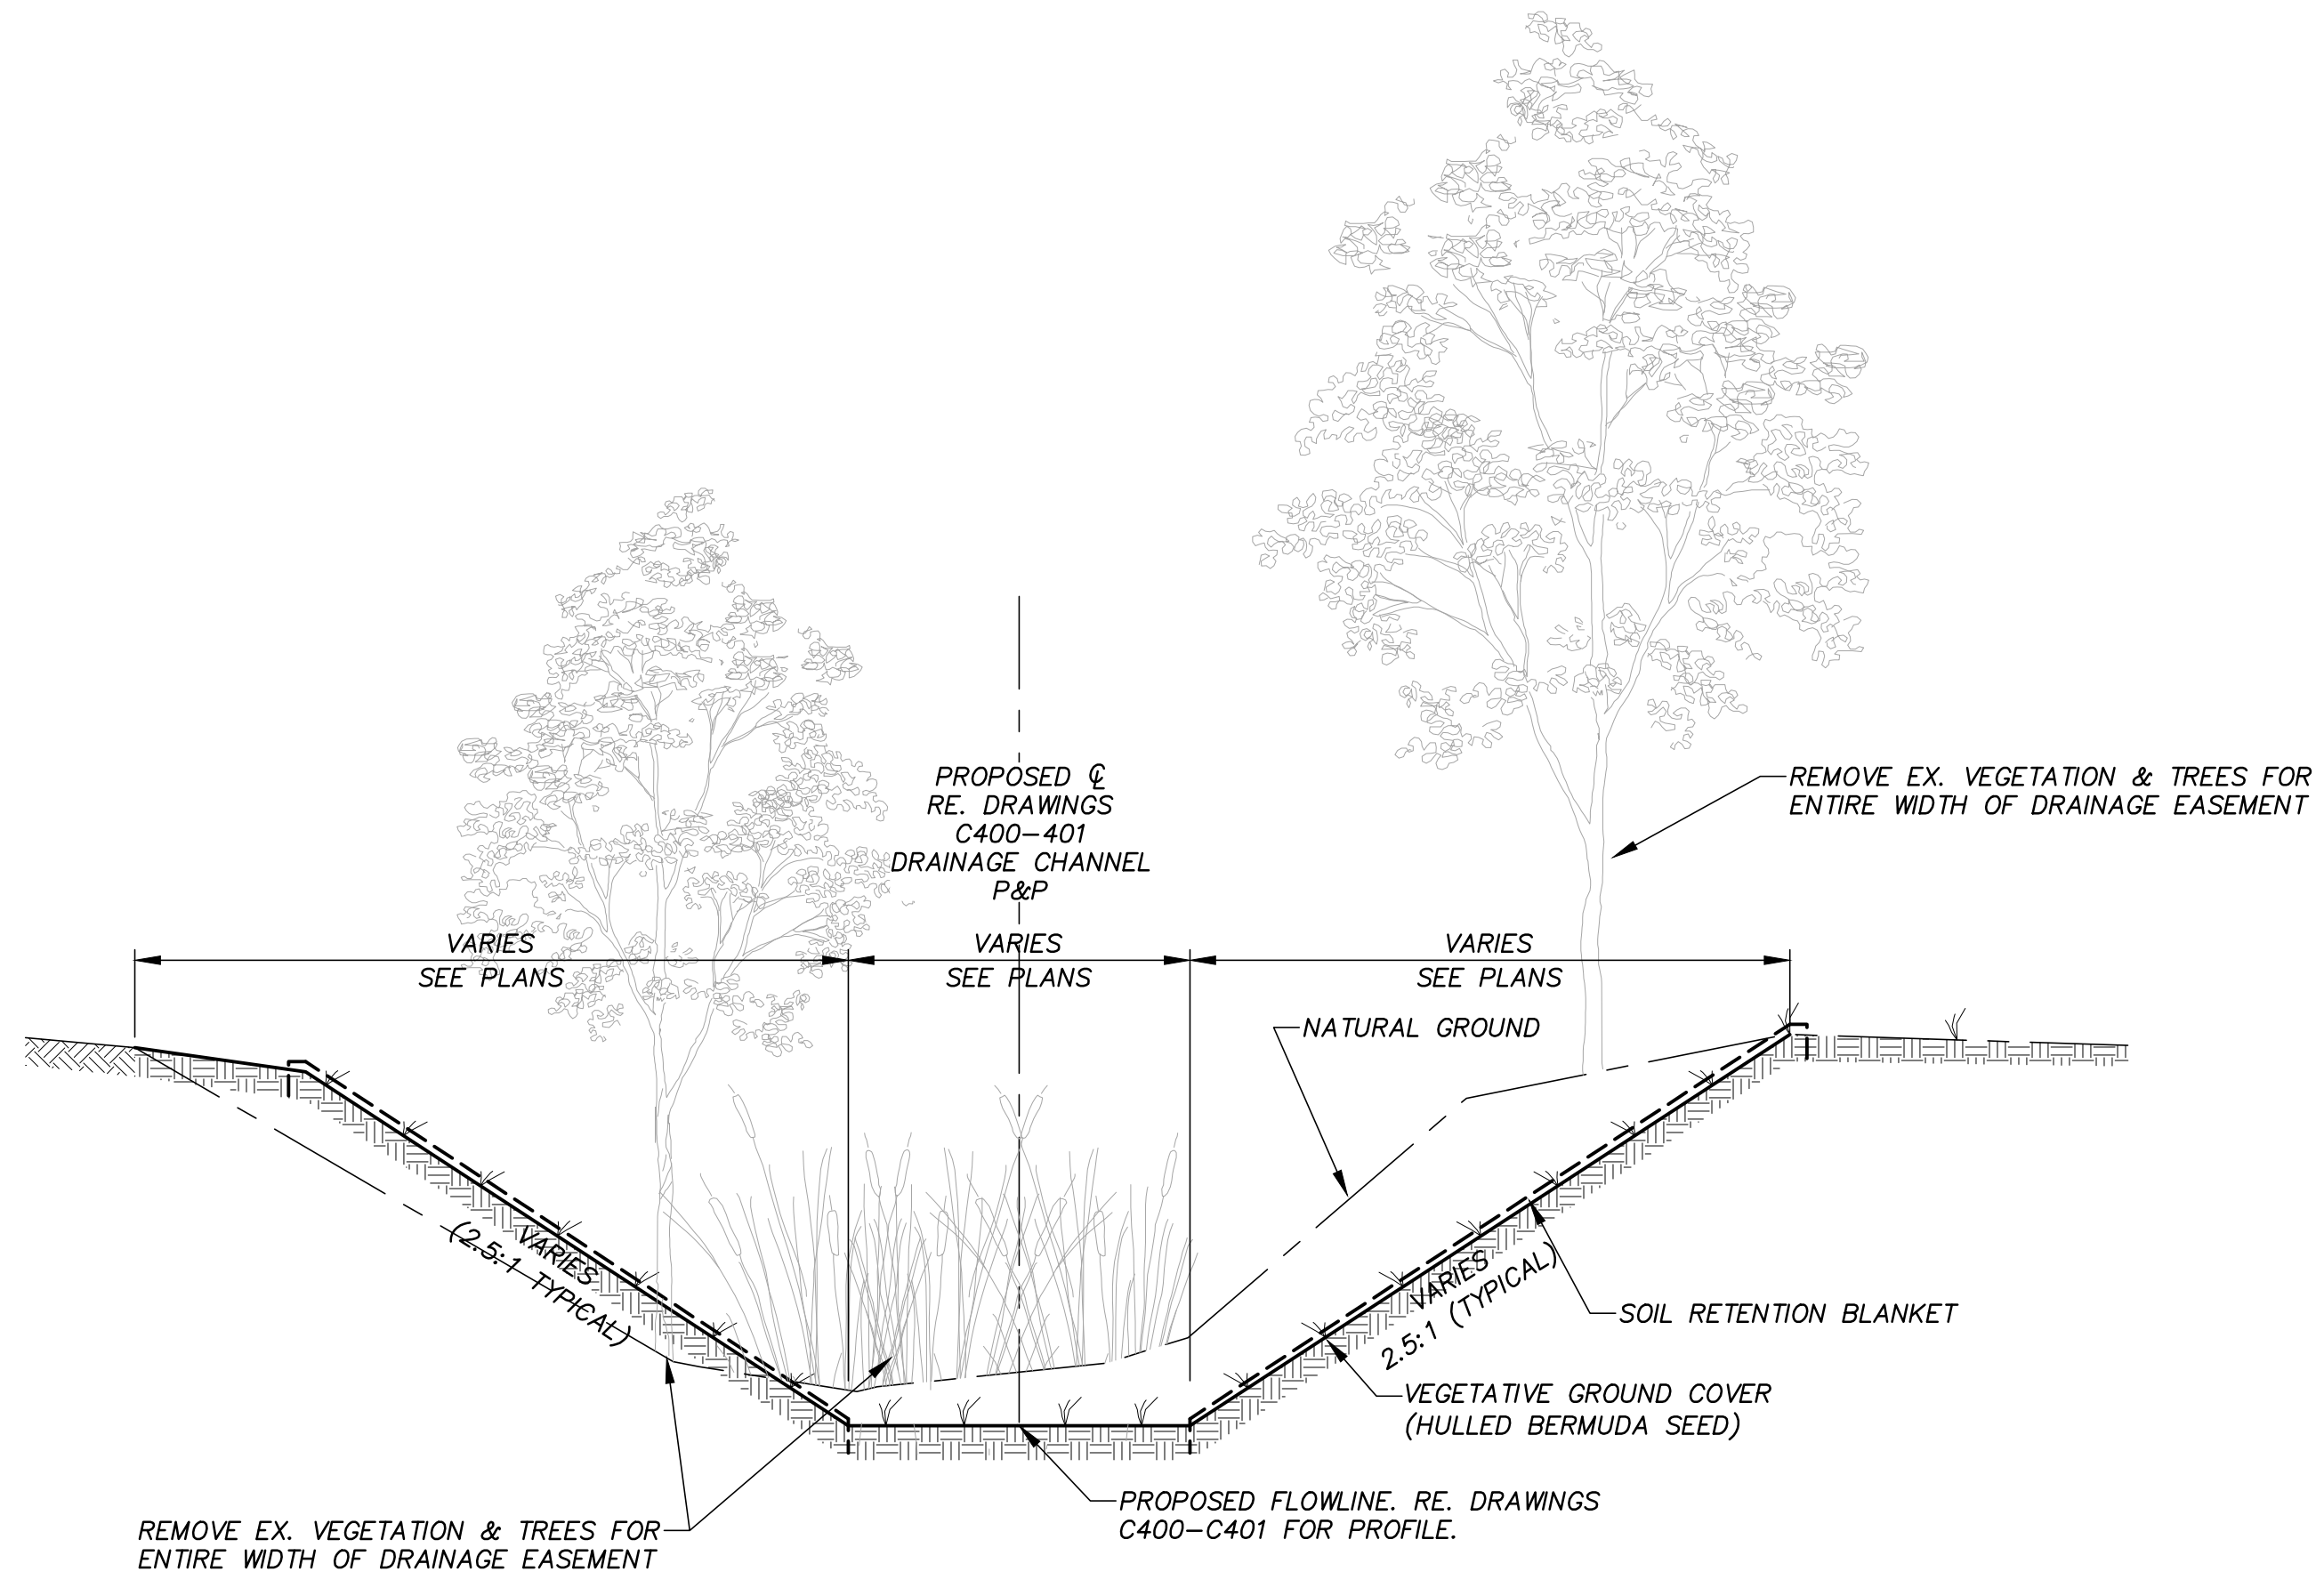 PROPOSED ℄
RE. DRAWINGS
C400-401
DRAINAGE CHANNEL
P&P
REMOVE EX. VEGETATION & TREES FOR
ENTIRE WIDTH OF DRAINAGE EASEMENT
VARIES
SEE PLANS
VARIES
SEE PLANS
VARIES
SEE PLANS
NATURAL GROUND
VARIES
(2.5:1 TYPICAL)
VARIES
2.5:1 (TYPICAL)
SOIL RETENTION BLANKET
VEGETATIVE GROUND COVER
(HULLED BERMUDA SEED)
PROPOSED FLOWLINE. RE. DRAWINGS
C400-C401 FOR PROFILE.
REMOVE EX. VEGETATION & TREES FOR
ENTIRE WIDTH OF DRAINAGE EASEMENT